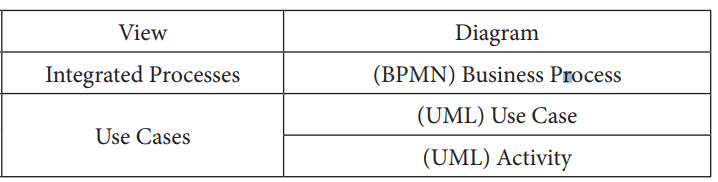 View Diagram
Integrated Processes (BPMN) Business Process
(UML) Use Case
Use Cases
(UML) Activity